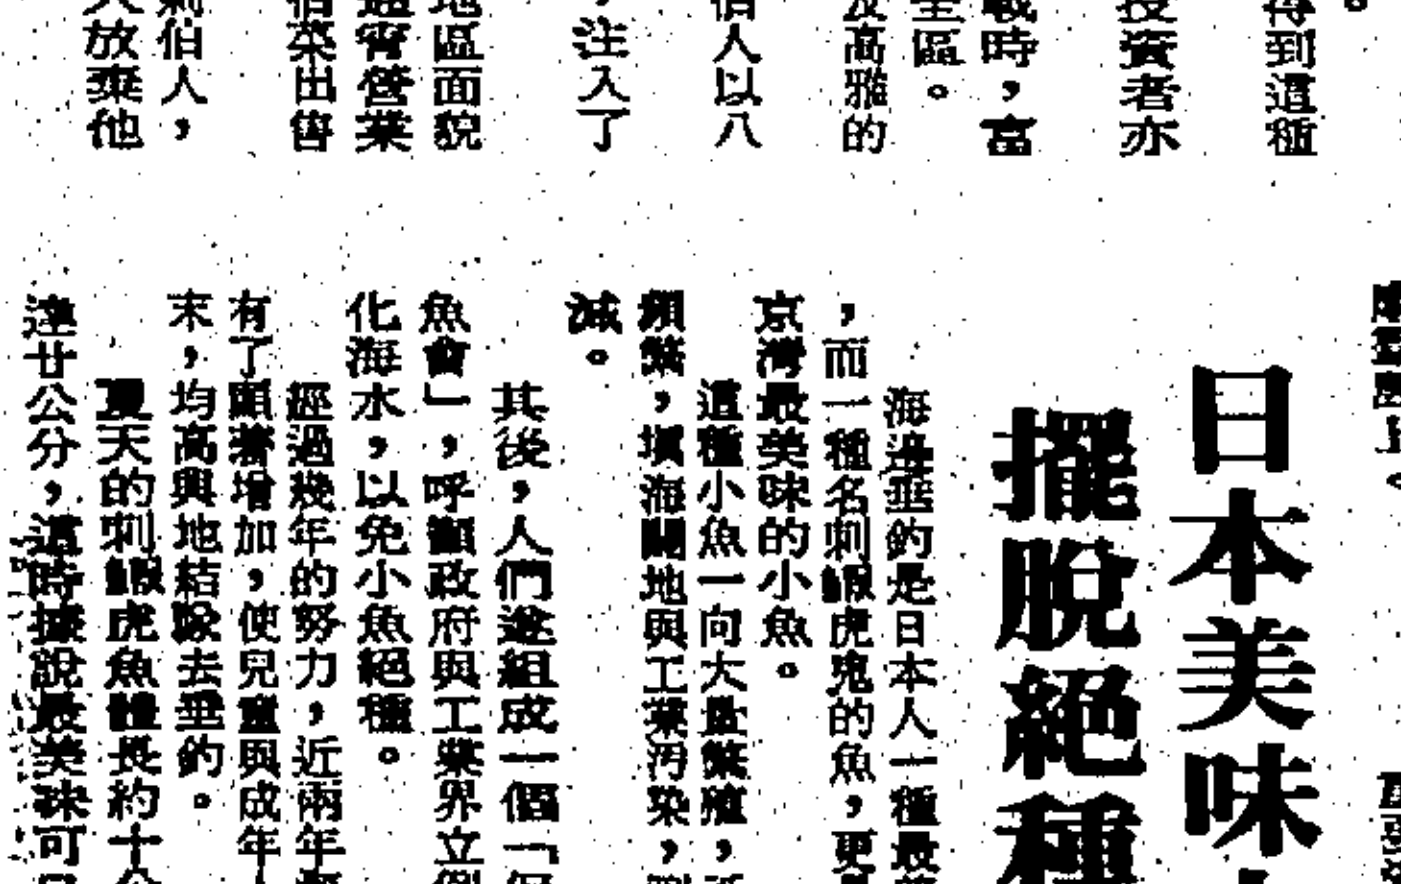 得到這種
投資者亦
戰時，富
至區。
及高雅的
伯人以八
，注入了
地區面貌
營業
伯菜出售
刺伯人，
人放棄他
日本美味
擺脫絕種
海邊垂釣是日本人一種最
，而一種名刺鰕虎鬼的魚，更
京灣最美味的小魚。
這種小魚一向大量繁殖，
頻繁，填海闢地與工業污染，
減。
其後，人們遂組成一個「保
魚會」，呼籲政府與工業界立
化海水，以免小魚絕種。
經過幾年的努力，近兩年
有了顯著增加，使兒童與成年
末，均高興地結隊去垂釣。
夏天的刺鰕虎魚體長約十
達廿公分，這時據說最美味可